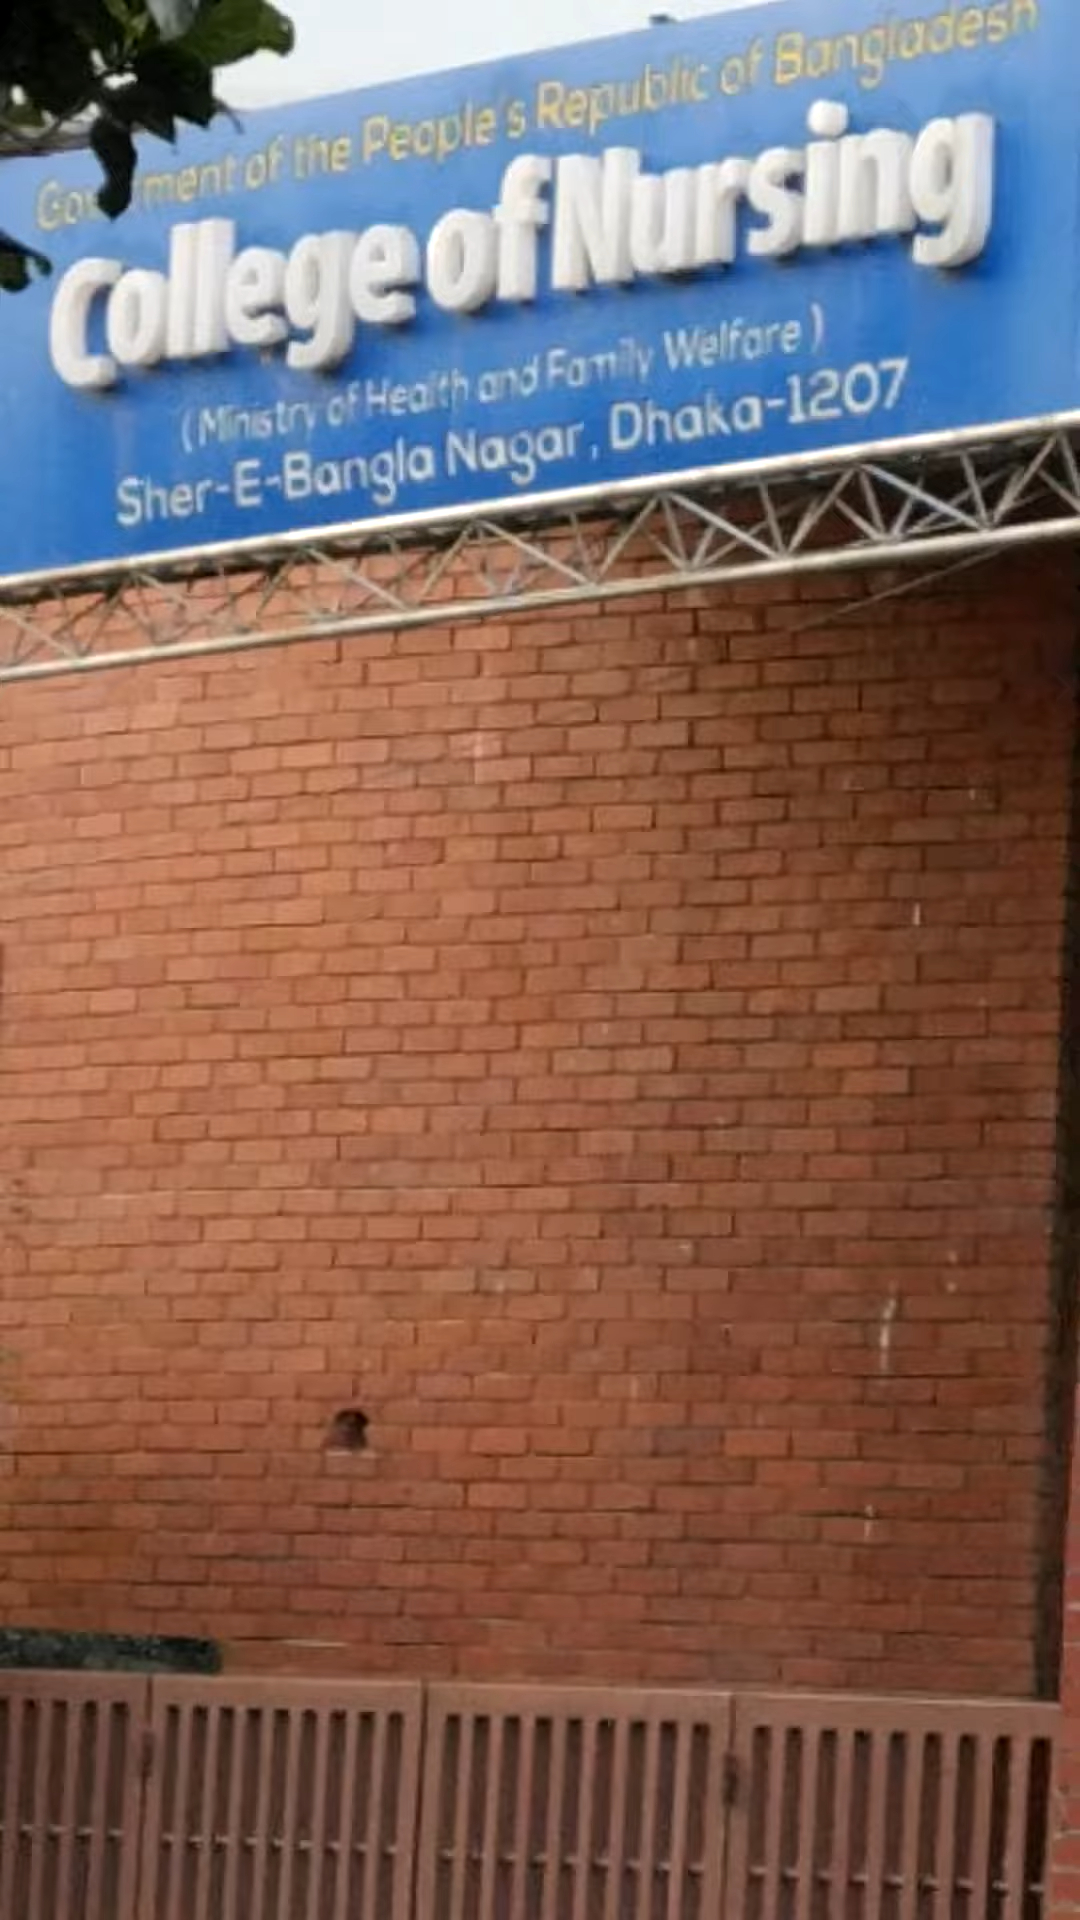 Government of the People's Republic of Bangladesh
College of Nursing
(Ministry of Health and Family Welfare)
Sher-E-Bangla Nagar, Dhaka-1207